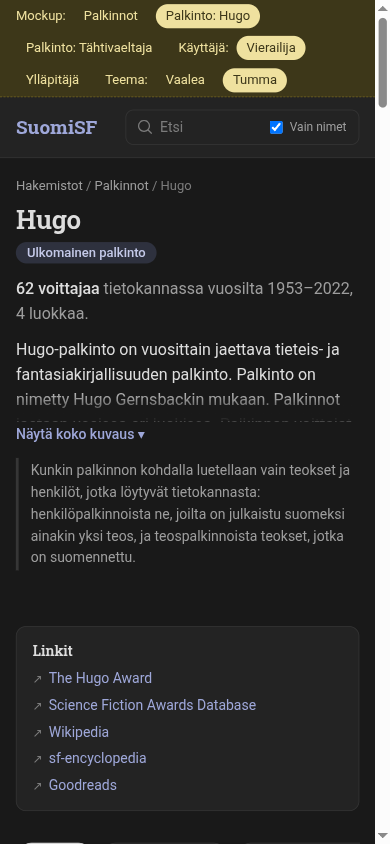 Mockup: Palkinnot Palkinto: Hugo
Palkinto: Tähtivaeltaja Käyttäjä: Vierailija
Ylläpitäjä Teema: Vaalea Tumma
SuomiSF Etsi Vain nimet
Hakemistot / Palkinnot / Hugo
Hugo
Ulkomainen palkinto
62 voittajaa tietokannassa vuosilta 1953–2022,
4 luokkaa.
Hugo-palkinto on vuosittain jaettava tieteis- ja
fantasiakirjallisuuden palkinto. Palkinto on
nimetty Hugo Gernsbackin mukaan. Palkinnot
Näytä koko kuvaus ▾
Kunkin palkinnon kohdalla luetellaan vain teokset ja
henkilöt, jotka löytyvät tietokannasta:
henkilöpalkinnoista ne, joilta on julkaistu suomeksi
ainakin yksi teos, ja teospalkinnoista teokset, jotka
on suomennettu.
Linkit
↗ The Hugo Award
↗ Science Fiction Awards Database
↗ Wikipedia
↗ sf-encyclopedia
↗ Goodreads